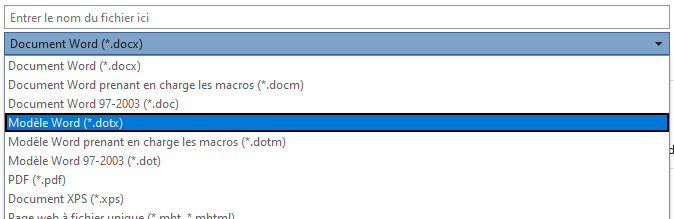 Entrer le nom du fichier ici
Document Word (*.docx)
Document Word (*.docx)
Document Word prenant en charge les macros (*.docm)
Document Word 97-2003 (*.doc)
Modèle Word (*.dotx)
Modèle Word prenant en charge les macros (*.dotm)
Modèle Word 97-2003 (*.dot)
PDF (*.pdf)
Document XPS (*.xps)
Page web à fichier unique (*.mht, *.mhtml)